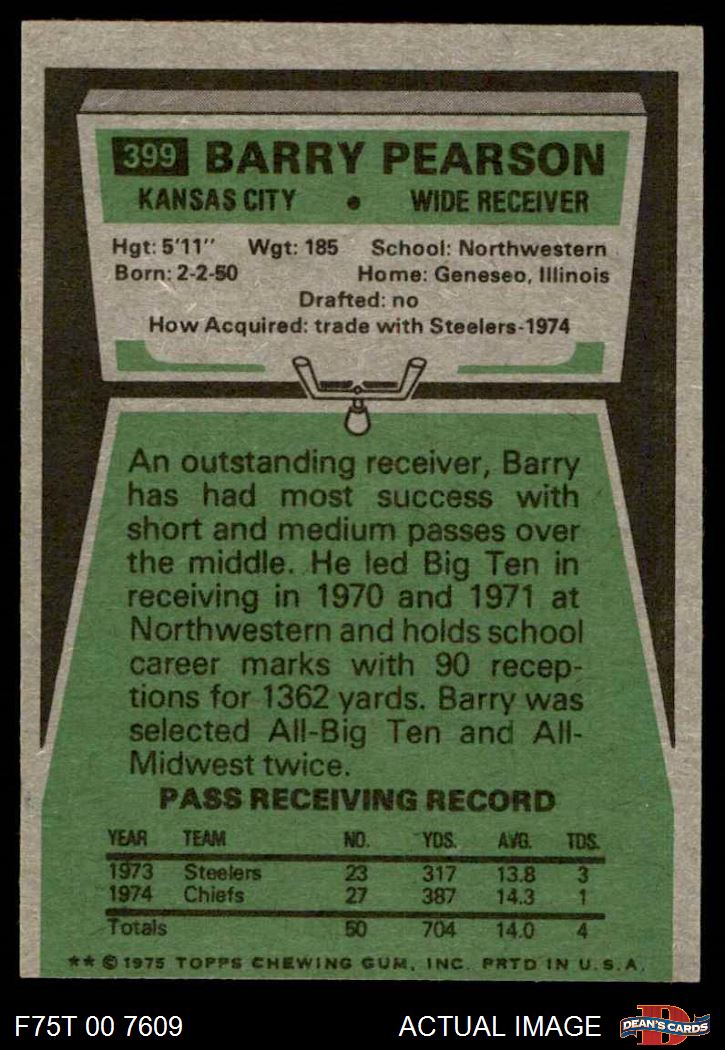 399 BARRY PEARSON
KANSAS CITY • WIDE RECEIVER
Hgt: 5'11" Wgt: 185 School: Northwestern
Born: 2-2-50 Home: Geneseo, Illinois
Drafted: no
How Acquired: trade with Steelers-1974
An outstanding receiver, Barry
has had most success with
short and medium passes over
the middle. He led Big Ten in
receiving in 1970 and 1971 at
Northwestern and holds school
career marks with 90 recep-
tions for 1362 yards. Barry was
selected All-Big Ten and All-
Midwest twice.
PASS RECEIVING RECORD
YEAR TEAM NO. YDS. AVG. TDS.
1973 Steelers 23 317 13.8 3
1974 Chiefs 27 387 14.3 1
Totals 50 704 14.0 4
** © 1975 TOPPS CHEWING GUM, INC. PRTD IN U.S.A.
F75T 00 7609 ACTUAL IMAGE D DEAN'S CARDS